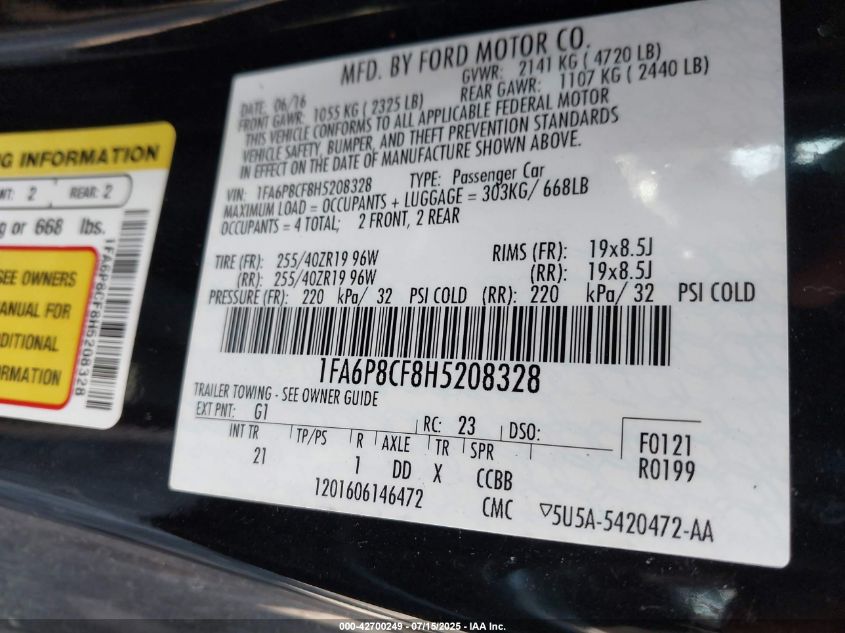 MFD. BY FORD MOTOR CO.
DATE: 06/16 GVWR: 2141 KG ( 4720 LB)
FRONT GAWR: 1055 KG ( 2325 LB) REAR GAWR: 1107 KG ( 2440 LB)
THIS VEHICLE CONFORMS TO ALL APPLICABLE FEDERAL MOTOR
VEHICLE SAFETY, BUMPER, AND THEFT PREVENTION STANDARDS
IN EFFECT ON THE DATE OF MANUFACTURE SHOWN ABOVE.
VIN: 1FA6P8CF8H5208328 TYPE: Passenger Car
MAXIMUM LOAD = OCCUPANTS + LUGGAGE = 303KG/ 668LB
OCCUPANTS = 4 TOTAL; 2 FRONT, 2 REAR
TIRE (FR): 255/40ZR19 96W RIMS (FR): 19x8.5J
(RR): 255/40ZR19 96W (RR): 19x8.5J
PRESSURE (FR): 220 kPa/ 32 PSI COLD (RR): 220 kPa/ 32 PSI COLD
1FA6P8CF8H5208328
TRAILER TOWING - SEE OWNER GUIDE
EXT PNT: G1 RC: 23 DSO:
INT TR TP/PS R AXLE TR SPR F0121
21 1 DD X CCBB R0199
1201606146472 CMC 5U5A-5420472-AA
NG INFORMATION
NT: 2 REAR: 2
g or 668 lbs.
SEE OWNERS
MANUAL FOR
DDITIONAL
RMATION
1FA6P8CF8H5208328
000-42700249 - 07/15/2025 - IAA Inc.